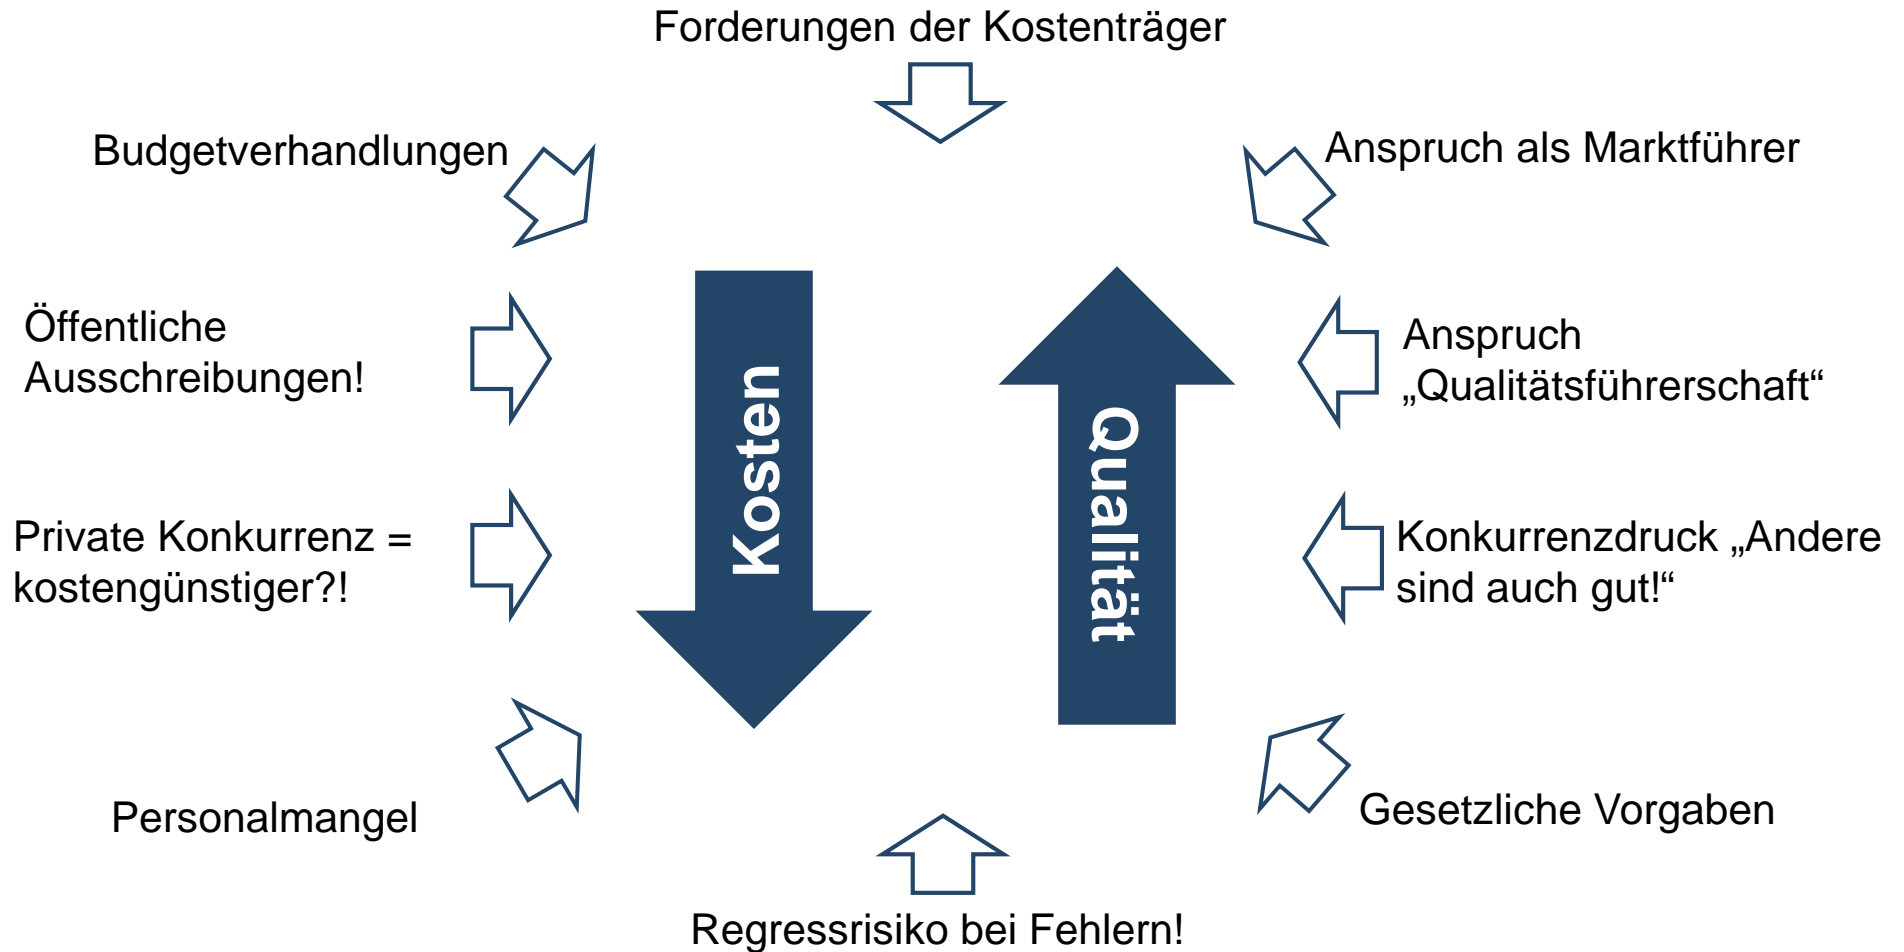 Forderungen der Kostenträger
Budgetverhandlungen
Anspruch als Marktführer
Öffentliche
Ausschreibungen!
Anspruch
„Qualitätsführerschaft“
Kosten
Qualität
Private Konkurrenz =
kostengünstiger?!
Konkurrenzdruck „Andere
sind auch gut!“
Personalmangel
Gesetzliche Vorgaben
Regressrisiko bei Fehlern!